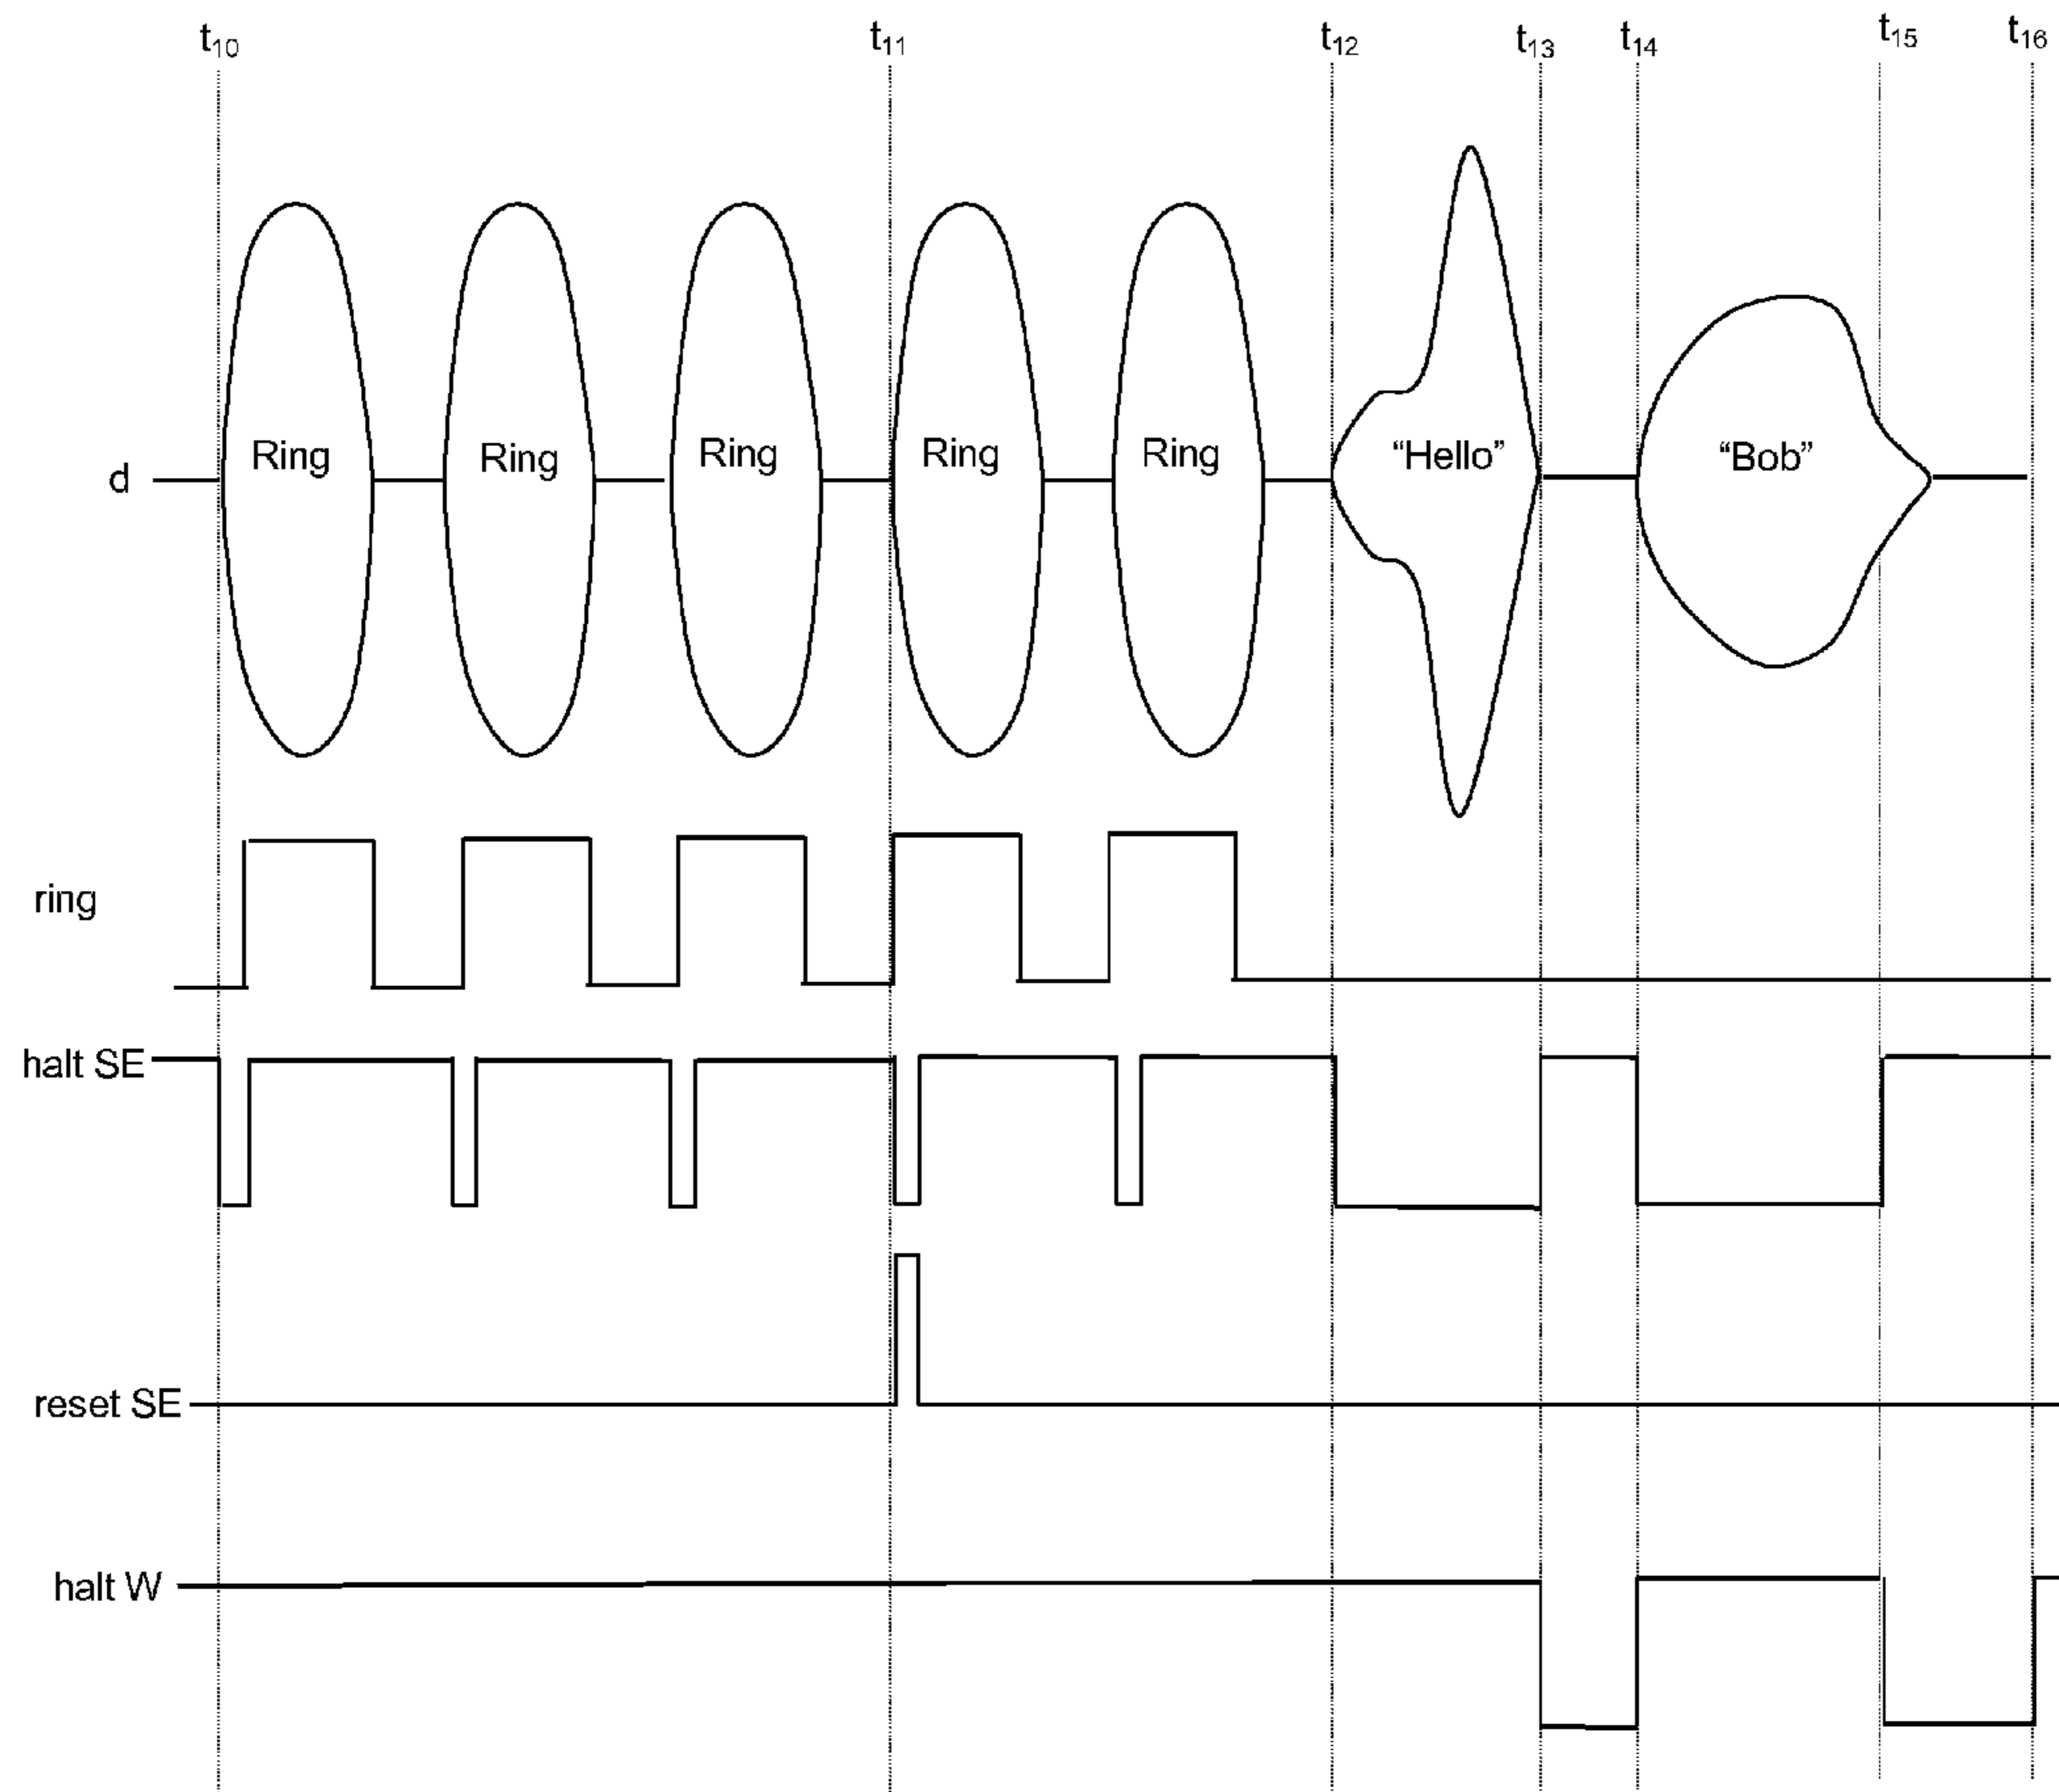 t10 t11 t12 t13 t14 t15 t16
d Ring Ring Ring Ring Ring “Hello” “Bob”
ring
halt SE
reset SE
halt W